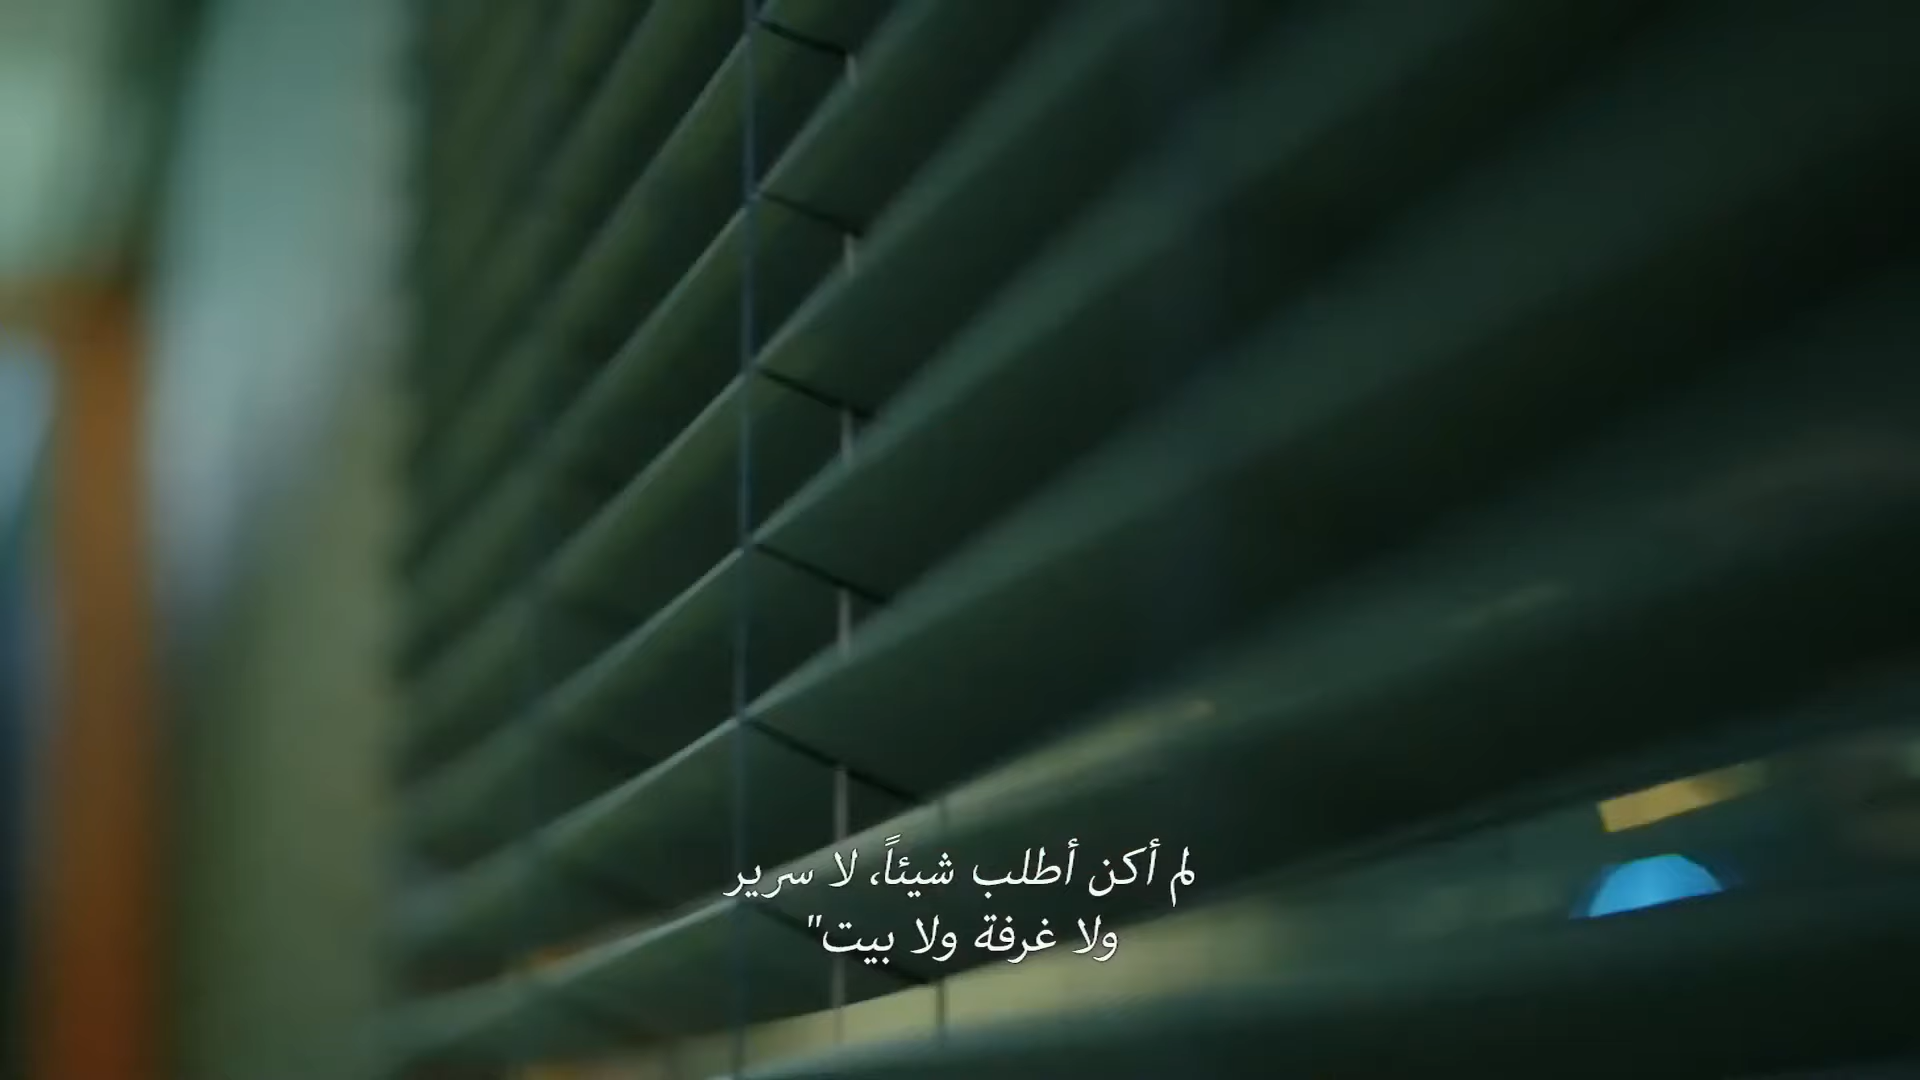 لم أكن أطلب شيئاً، لا سرير
ولا غرفة ولا بيت"